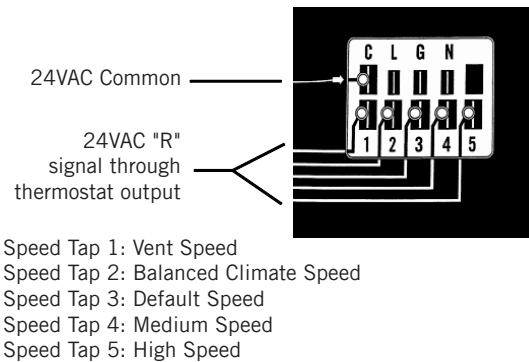 24VAC Common
24VAC "R"
signal through
thermostat output
C L G N
1 2 3 4 5
Speed Tap 1: Vent Speed
Speed Tap 2: Balanced Climate Speed
Speed Tap 3: Default Speed
Speed Tap 4: Medium Speed
Speed Tap 5: High Speed